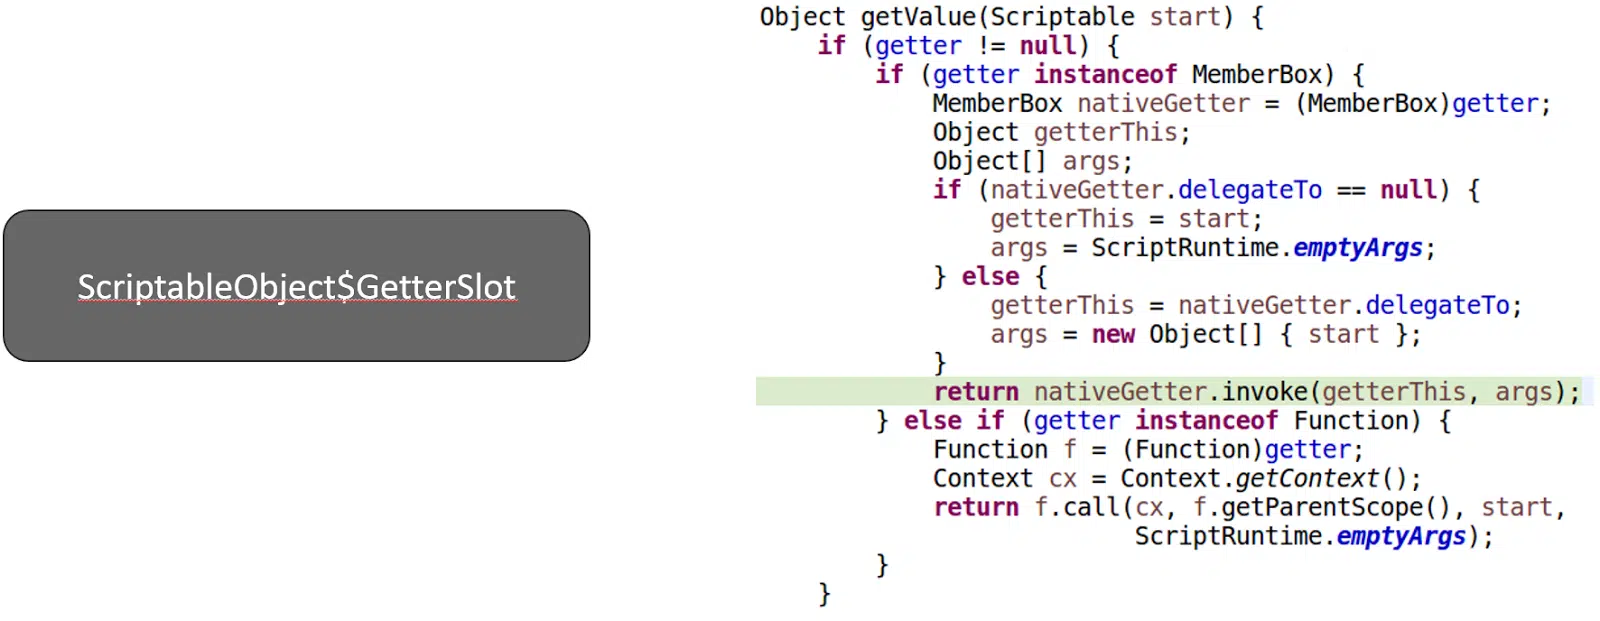 ScriptableObject$GetterSlot
Object getValue(Scriptable start) {
    if (getter != null) {
        if (getter instanceof MemberBox) {
            MemberBox nativeGetter = (MemberBox)getter;
            Object getterThis;
            Object[] args;
            if (nativeGetter.delegateTo == null) {
                getterThis = start;
                args = ScriptRuntime.emptyArgs;
            } else {
                getterThis = nativeGetter.delegateTo;
                args = new Object[] { start };
            }
            return nativeGetter.invoke(getterThis, args);
        } else if (getter instanceof Function) {
            Function f = (Function)getter;
            Context cx = Context.getContext();
            return f.call(cx, f.getParentScope(), start,
                          ScriptRuntime.emptyArgs);
        }
    }